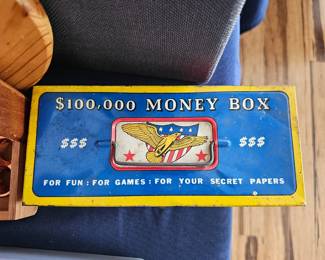 $100,000 MONEY BOX
$$$ $$$
FOR FUN : FOR GAMES : FOR YOUR SECRET PAPERS